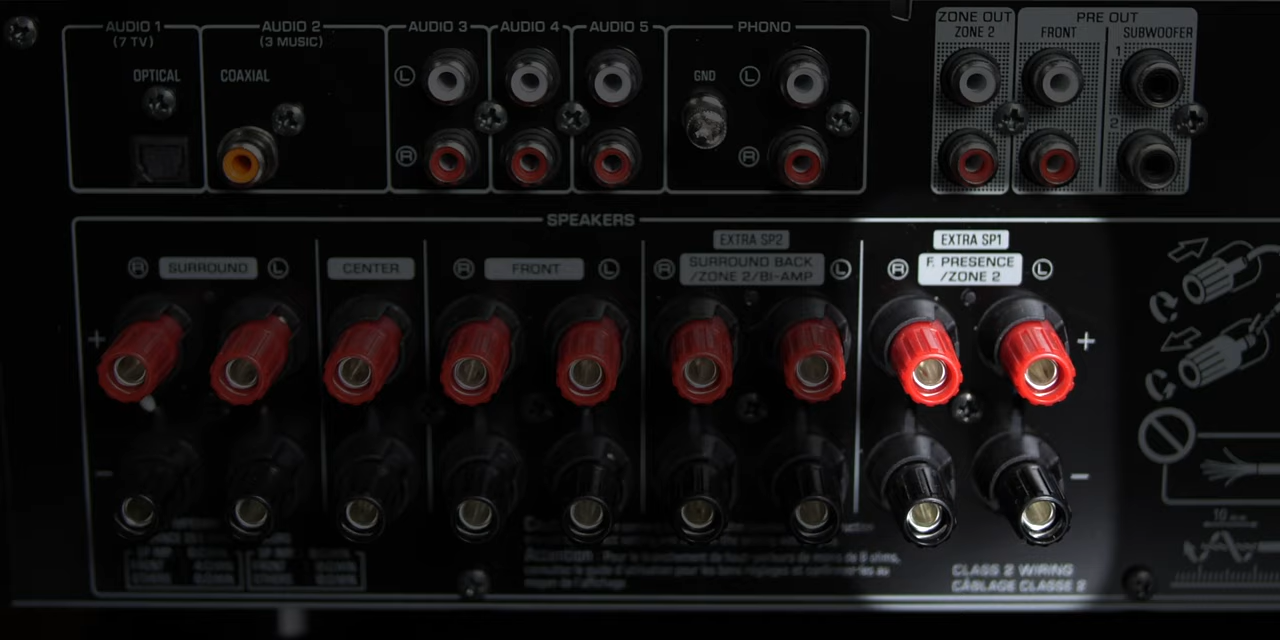 AUDIO 1
(7 TV)
AUDIO 2
(3 MUSIC)
AUDIO 3
AUDIO 4
AUDIO 5
PHONO
ZONE OUT
ZONE 2
PRE OUT
FRONT
SUBWOOFER
OPTICAL
COAXIAL
L
GND
L
1
R
R
2
SPEAKERS
EXTRA SP2
EXTRA SP1
R SURROUND L
CENTER
R FRONT L
R SURROUND BACK
/ZONE 2/BI-AMP L
R F. PRESENCE
/ZONE 2 L
+
+
−
−
Attention
CLASS 2 WIRING
CÂBLAGE CLASSE 2